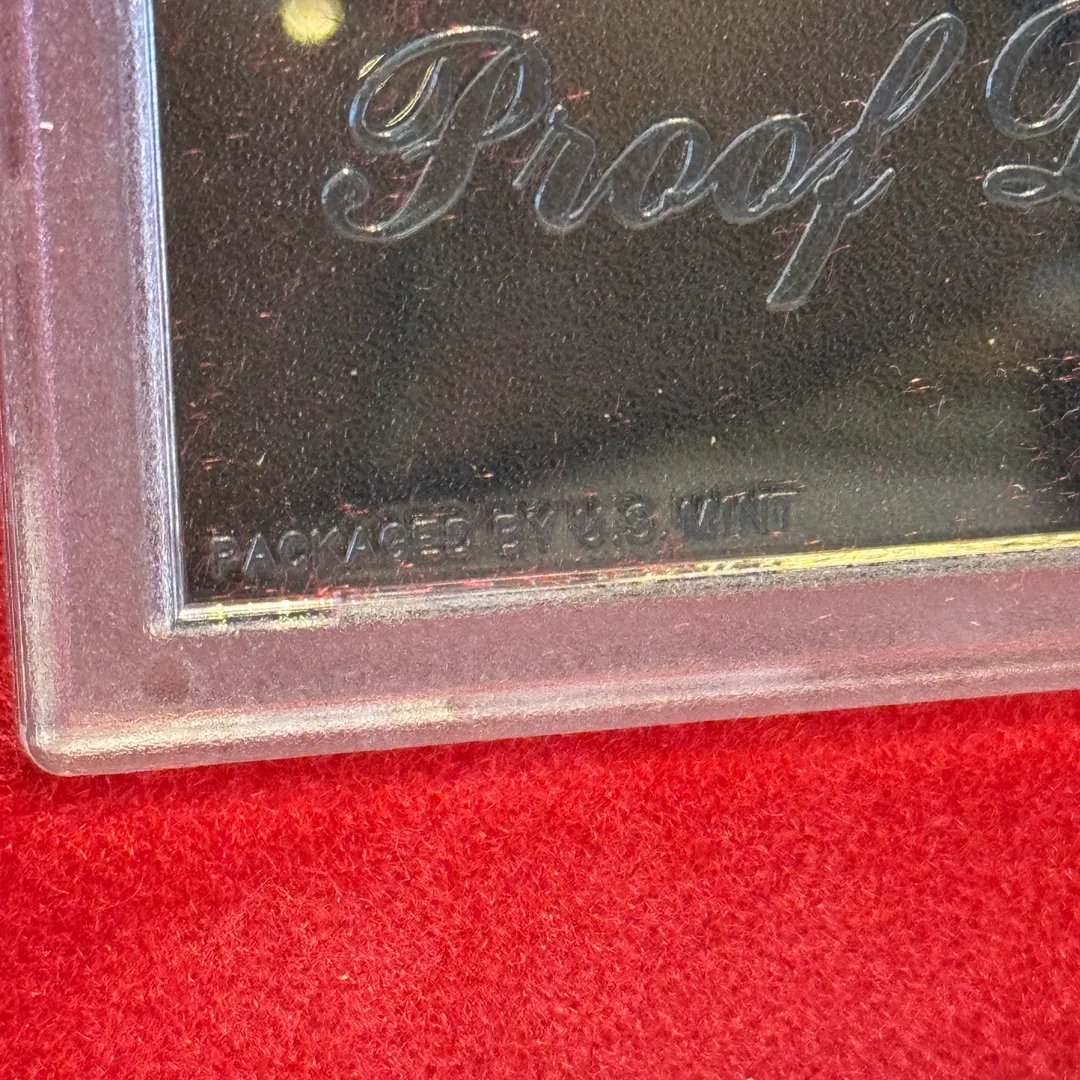 Proof
PACKAGED BY U.S. MINT